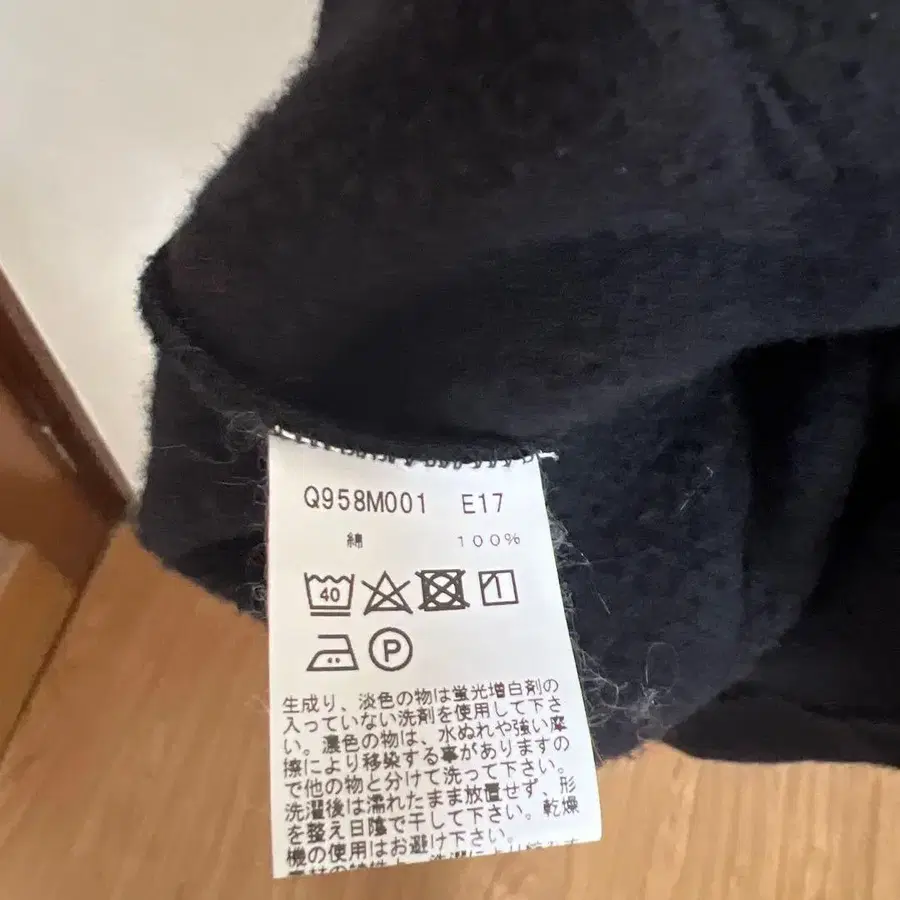 Q958M001 E17
綿 100%
40
P
生成り、淡色の物は蛍光増白剤の
入っていない洗剤を使用して下さ
い。濃色の物は、水ぬれや強い摩
擦により移染する事がありますの
で他の物と分けて洗って下さい。
洗濯後は濡れたまま放置せず、形
を整え日陰で干して下さい。乾燥
機の使用はお避け下さい。